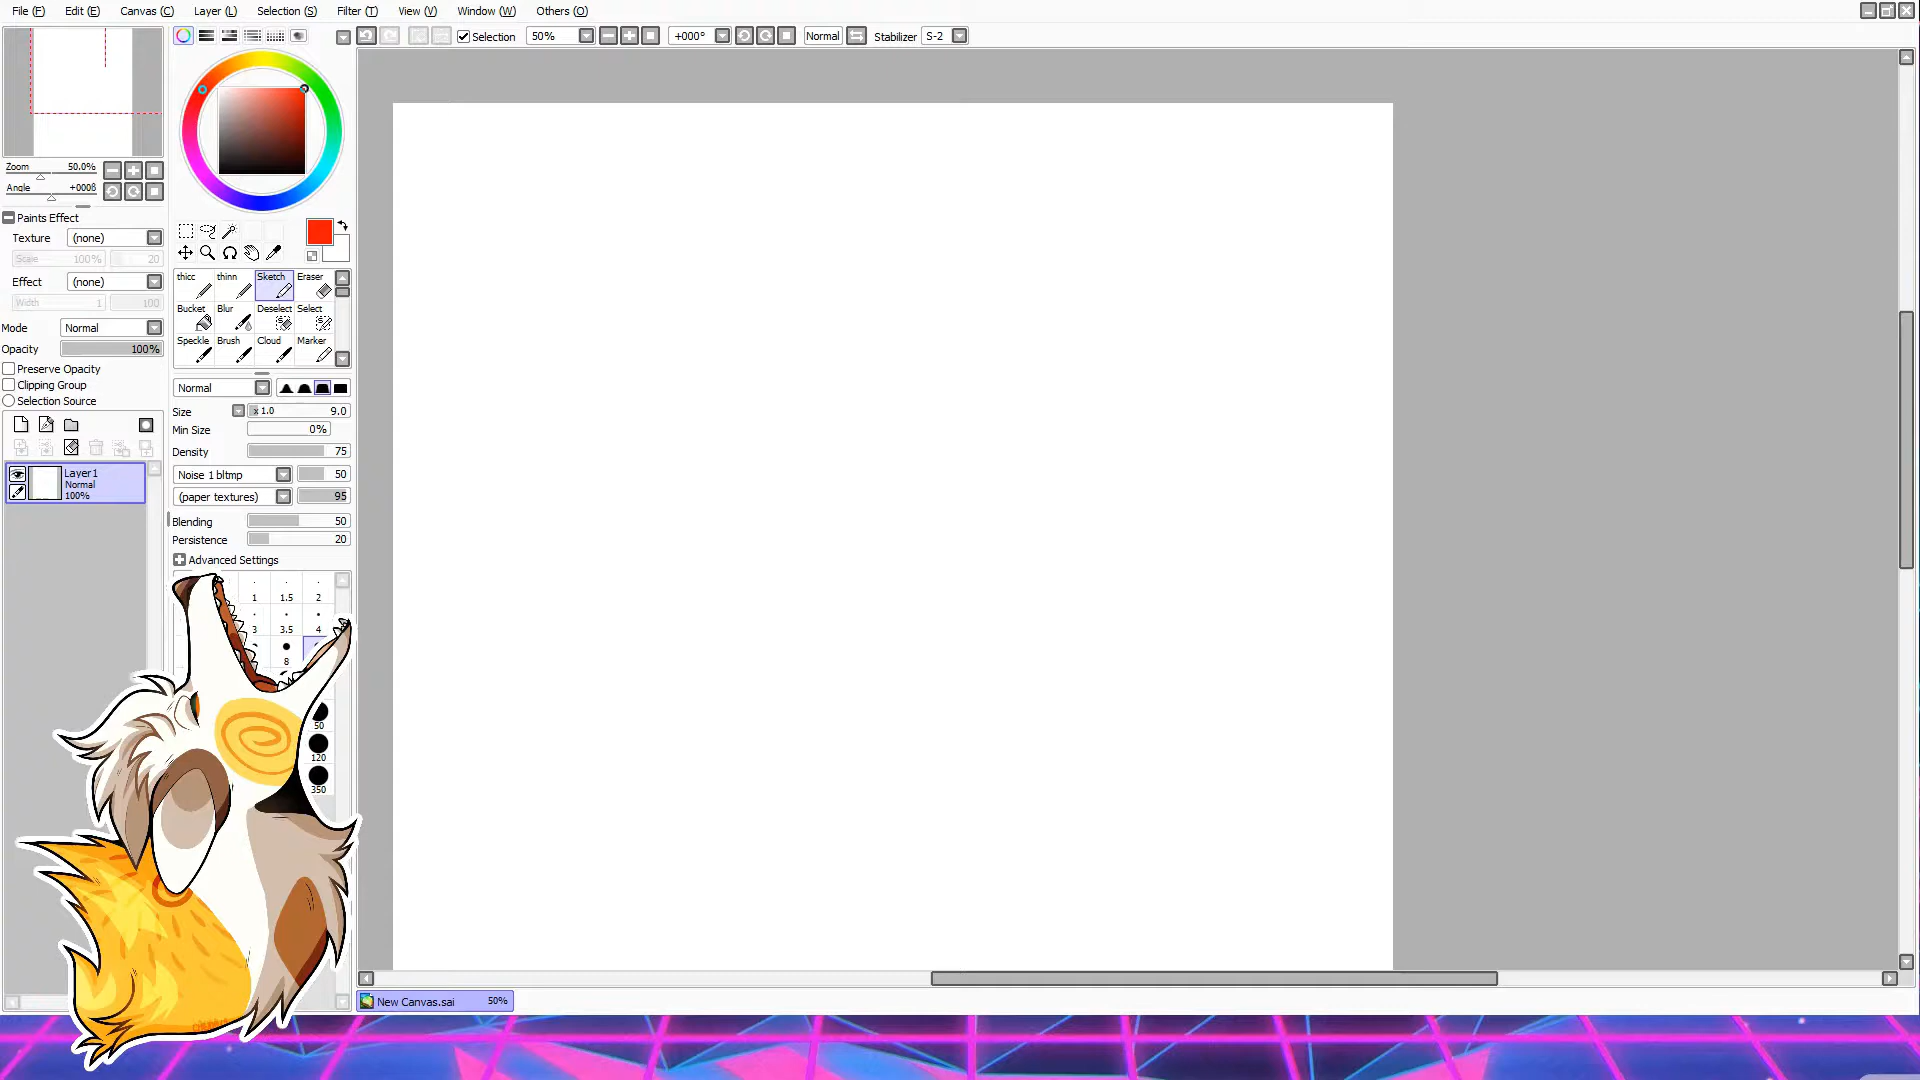 File (F) Edit (E) Canvas (C) Layer (L) Selection (S) Filter (T) View (V) Window (W) Others (O)
Selection 50% +000° Normal Stabilizer S-2
Zoom 50.0%
Angle +000ß
Paints Effect
Texture (none)
Scale 100% 20
Effect (none)
Width 1 100
Mode Normal
Opacity 100%
Preserve Opacity
Clipping Group
Selection Source
Layer1
Normal
100%
thicc thinn Sketch Eraser
Bucket Blur Deselect Select
Speckle Brush Cloud Marker
Normal
Size x 1.0 9.0
Min Size 0%
Density 75
Noise 1 bltmp 50
(paper textures) 95
Blending 50
Persistence 20
Advanced Settings
1 1.5 2
3 3.5 4
8
50
120
350
New Canvas.sai 50%